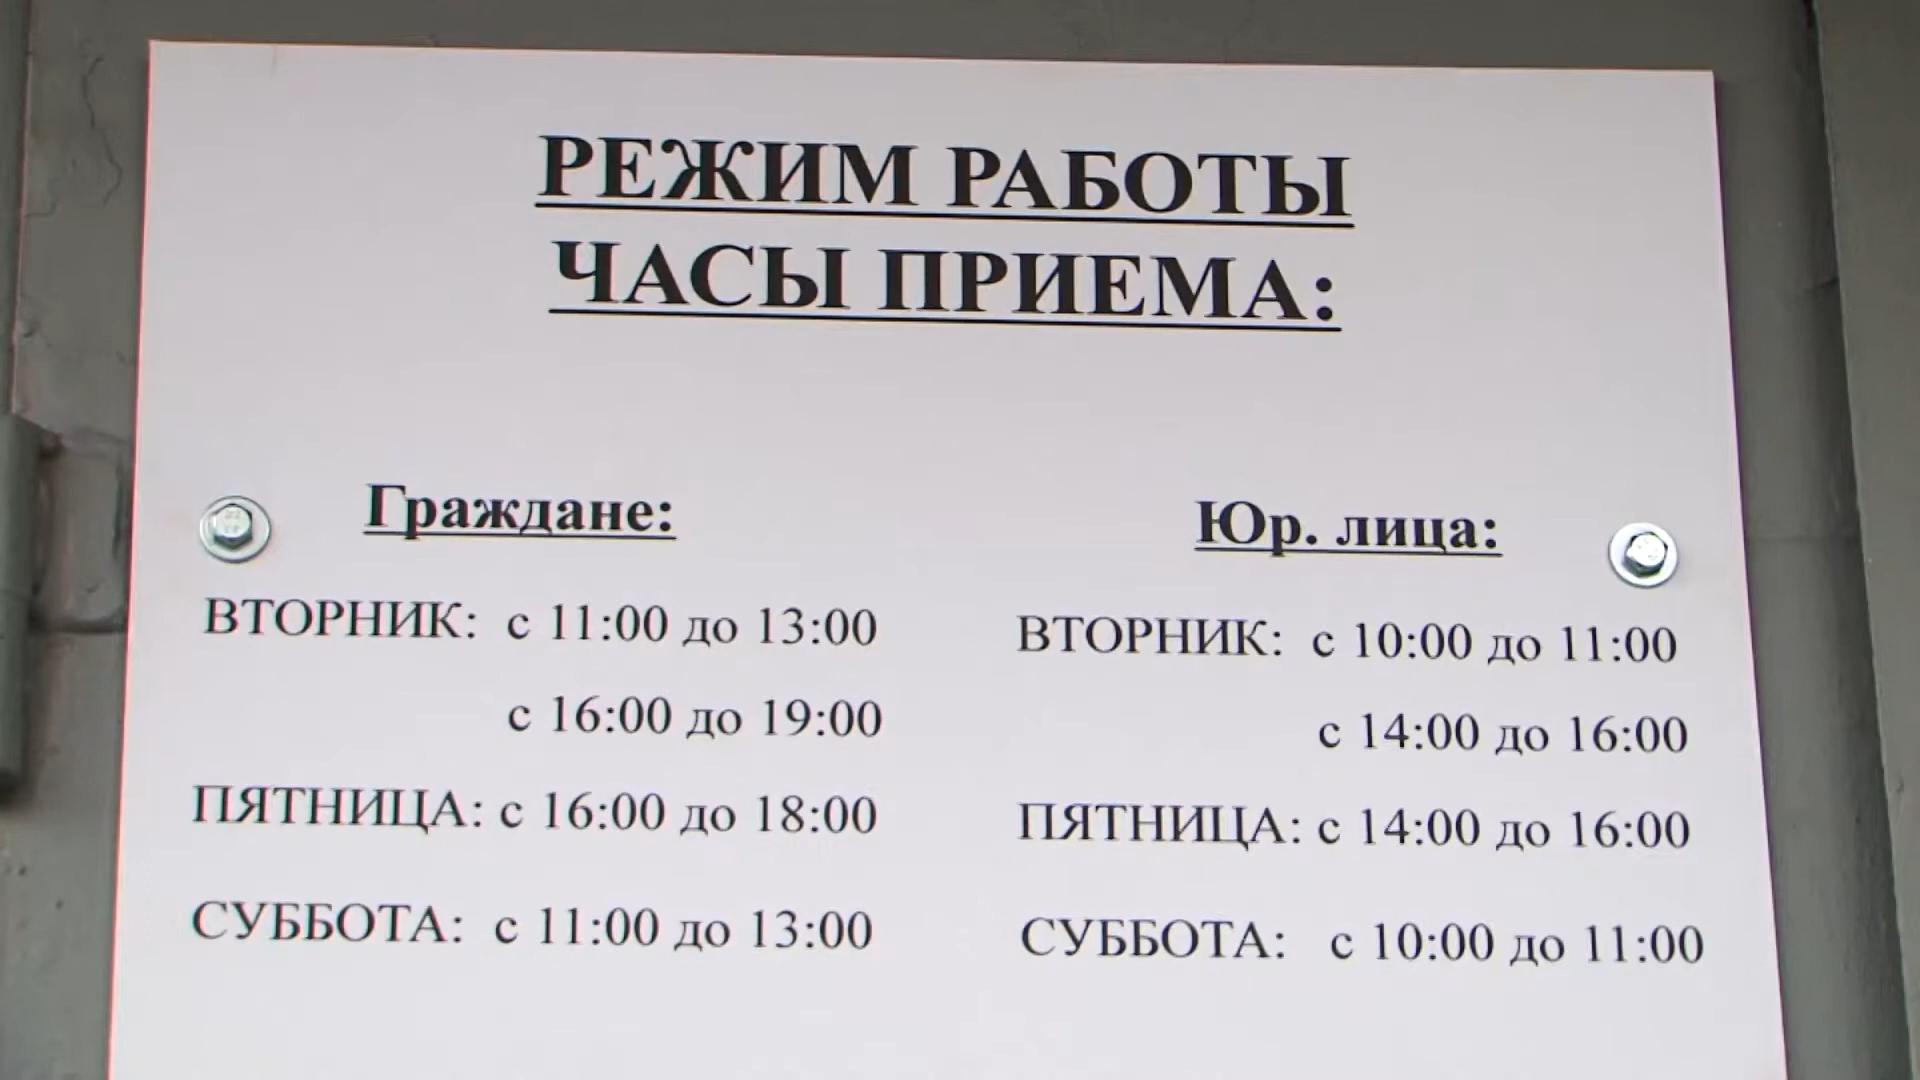 РЕЖИМ РАБОТЫ
ЧАСЫ ПРИЕМА:
Граждане:
ВТОРНИК: с 11:00 до 13:00
с 16:00 до 19:00
ПЯТНИЦА: с 16:00 до 18:00
СУББОТА: с 11:00 до 13:00
Юр. лица:
ВТОРНИК: с 10:00 до 11:00
с 14:00 до 16:00
ПЯТНИЦА: с 14:00 до 16:00
СУББОТА: с 10:00 до 11:00